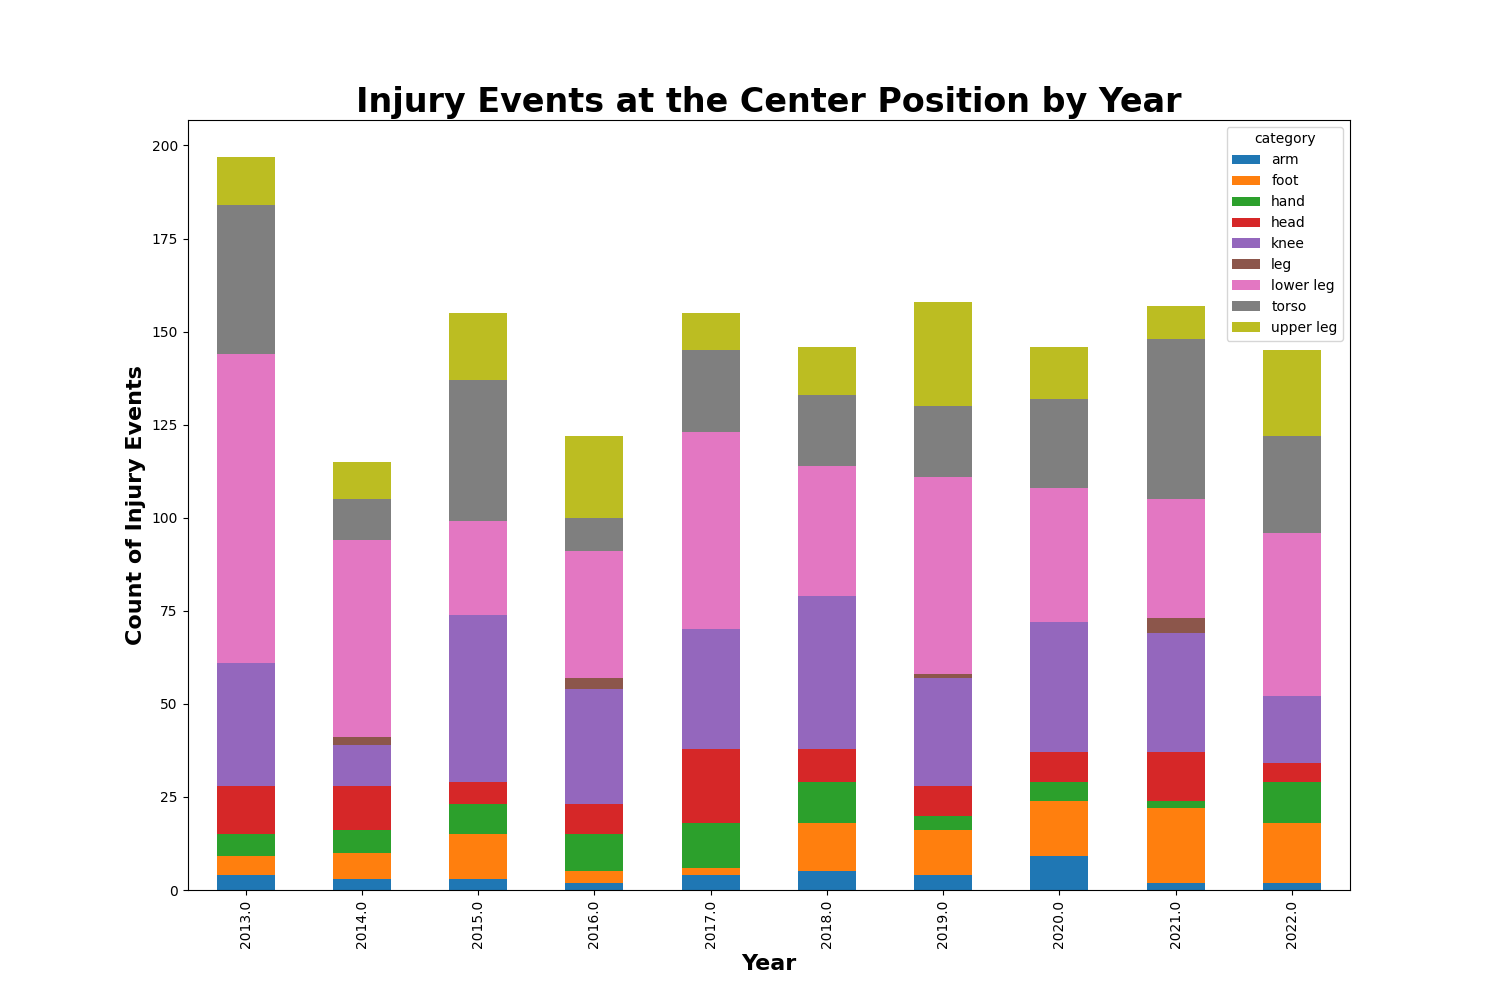 Injury Events at the Center Position by Year
Count of Injury Events
200
175
150
125
100
75
50
25
0
category
arm
foot
hand
head
knee
leg
lower leg
torso
upper leg
2013.0
2014.0
2015.0
2016.0
2017.0
2018.0
2019.0
2020.0
2021.0
2022.0
Year